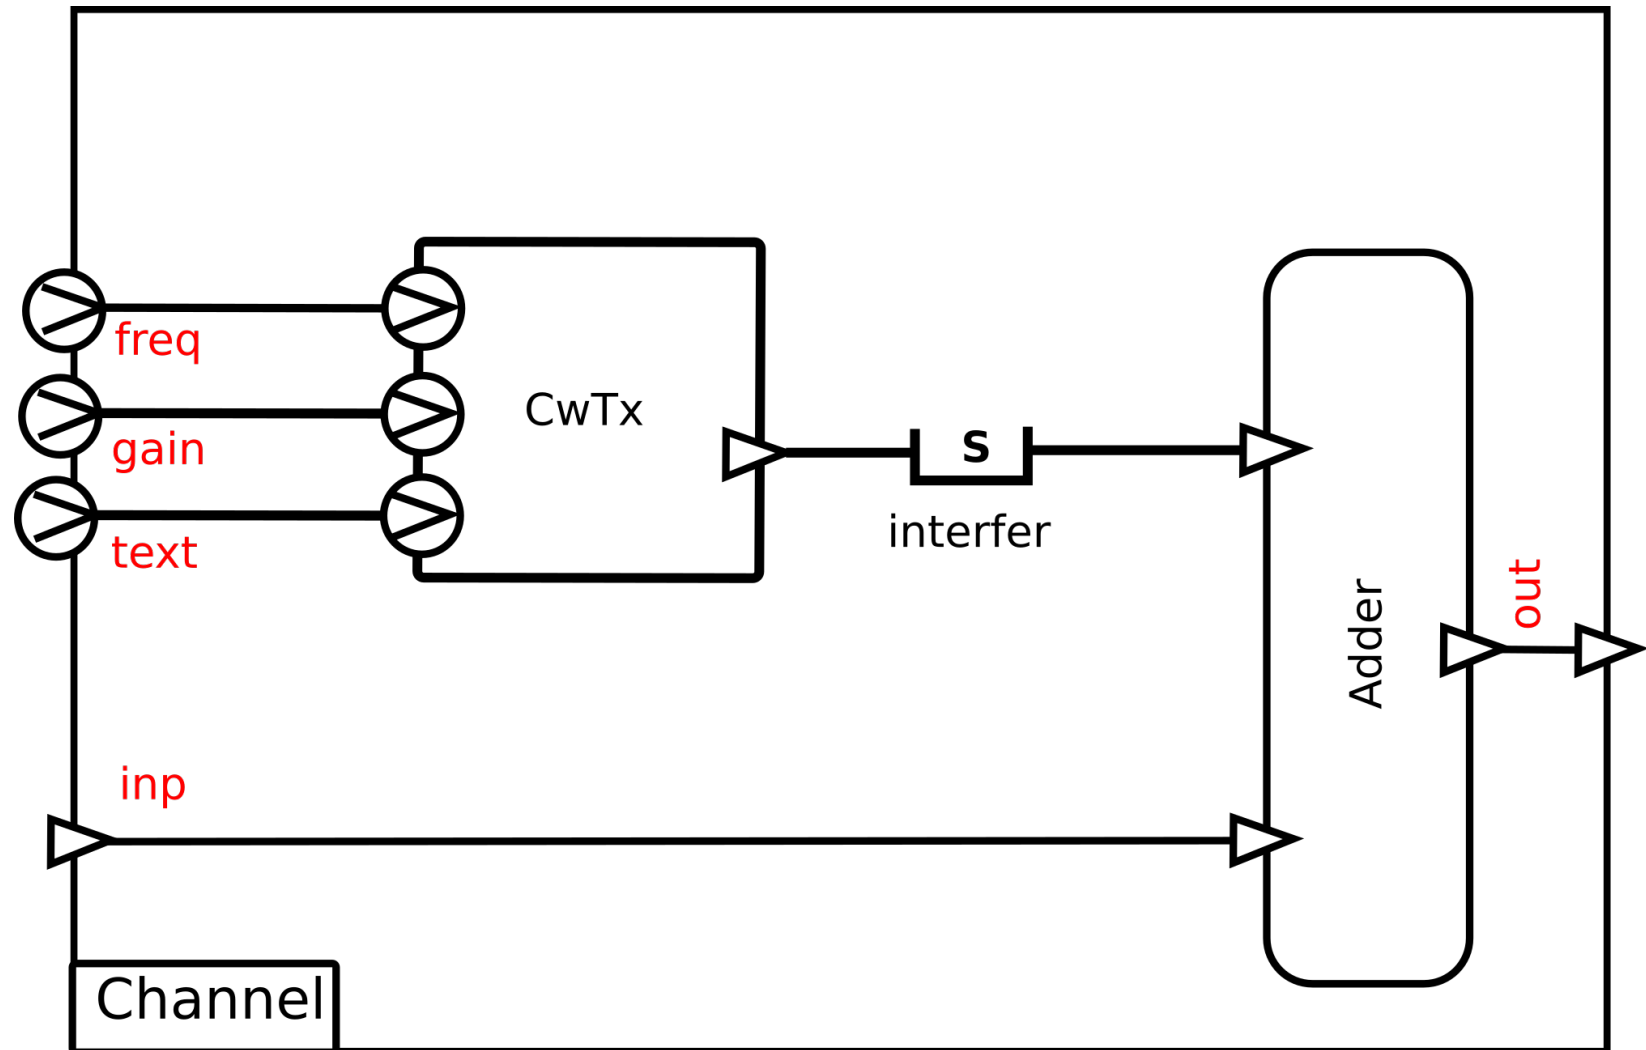 freq
gain
text
CwTx
S
interfer
Adder
out
inp
Channel